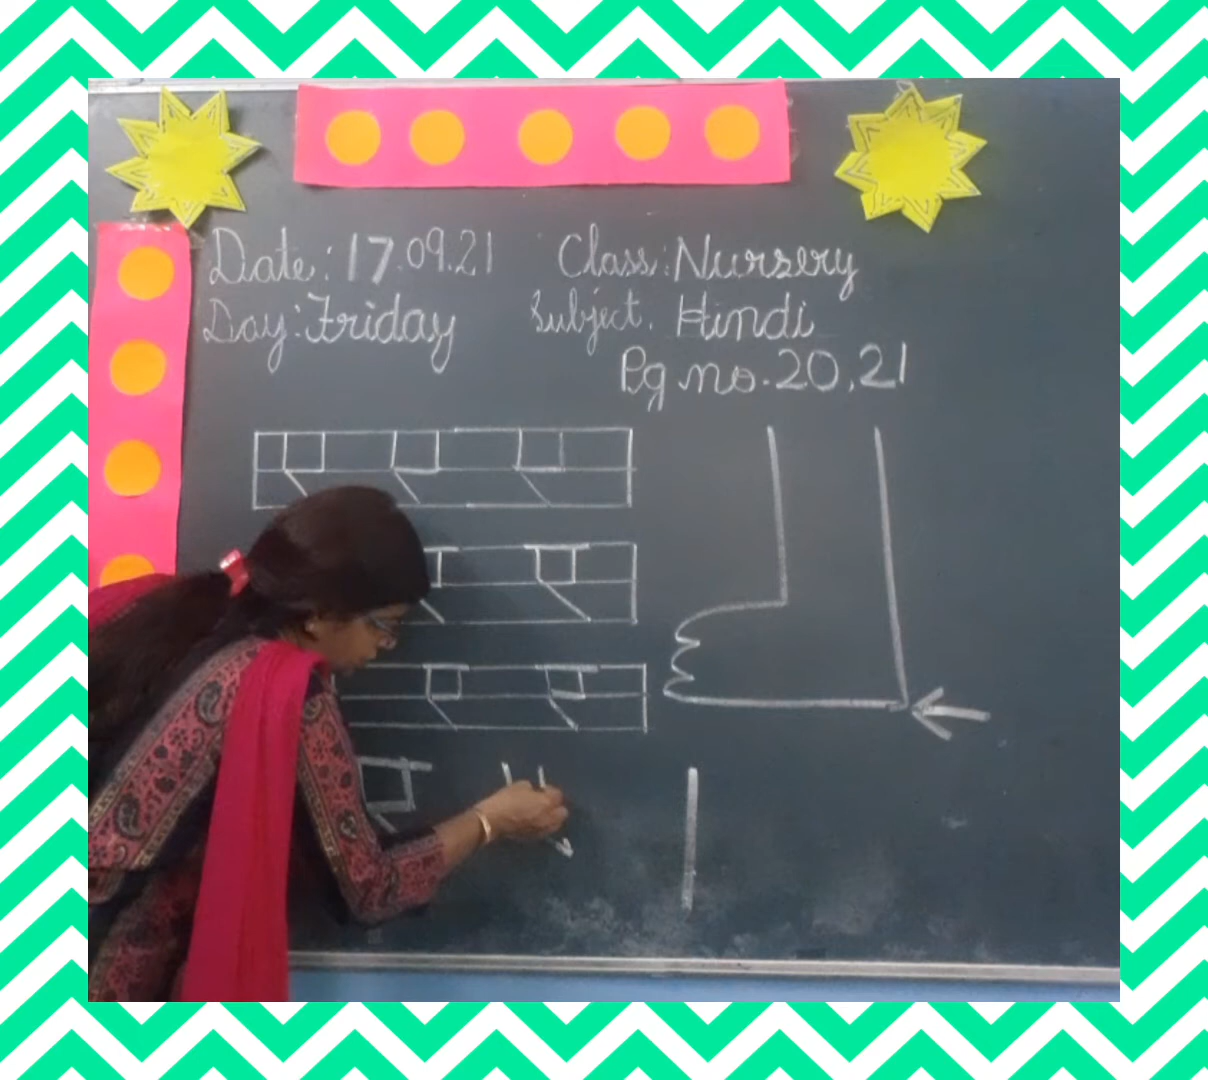 Date: 17.09.21 Class: Nursery
Day: Friday Subject. Hindi
Pg no. 20, 21